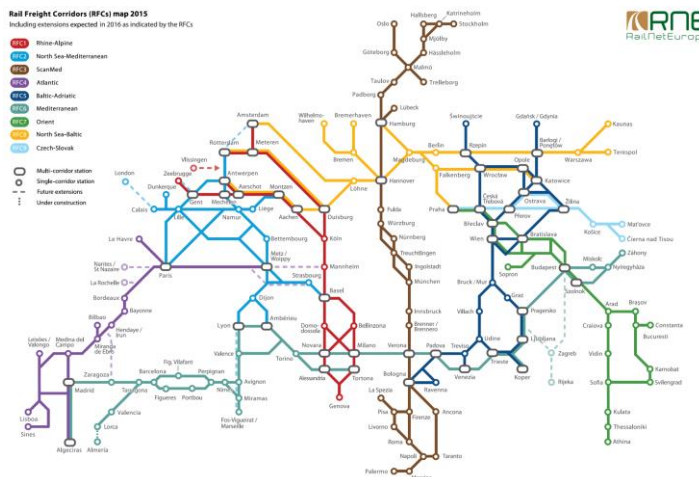 Rail Freight Corridors (RFCs) map 2015
Including extensions expected in 2016 as indicated by the RFCs
RNE
RailNetEurope
RFC1 Rhine-Alpine
RFC2 North Sea-Mediterranean
RFC3 ScanMed
RFC4 Atlantic
RFC5 Baltic-Adriatic
RFC6 Mediterranean
RFC7 Orient
RFC8 North Sea-Baltic
RFC9 Czech-Slovak
Multi-corridor station
Single-corridor station
Future extensions
Under construction
Oslo
Hallsberg
Katrineholm
Stockholm
Mjölby
Göteborg
Hässleholm
Malmö
Taulov
Trelleborg
Padborg
Lübeck
Hamburg
Amsterdam
Wilhelms-
haven
Bremerhaven
Świnoujście
Gdańsk / Gdynia
Kaunas
Rotterdam
Meteren
Bremen
Magdeburg
Berlin
Rzepin
Warszawa
Terespol
Vlissingen
Zeebrugge
Antwerpen
Löhne
Hannover
Falkenberg
Wrocław
Opole
Katowice
London
Dunkerque
Gent
Mechelen
Aarschot
Montzen
Calais
Lille
Namur
Liège
Aachen
Duisburg
Praha
Česká
Třebová
Ostrava
Žilina
Přerov
Fulda
Břeclav
Košice
Maťovce
Čierna nad Tisou
Le Havre
Bettembourg
Köln
Würzburg
Nürnberg
Wien
Bratislava
Treuchtlingen
Metz /
Woippy
Mannheim
Ingolstadt
Sopron
Budapest
Miskolc
Záhony
Nyíregyháza
Nantes /
St Nazaire
Paris
Strasbourg
München
Szolnok
La Rochelle
Basel
Bruck / Mur
Graz
Bordeaux
Dijon
Innsbruck
Villach
Pragersko
Arad
Braşov
Bayonne
Bilbao
Hendaye /
Irun
Ambérieu
Lyon
Domo-
dossola
Bellinzona
Brenner /
Brennero
Craiova
Constanta
Bucuresti
Leixões /
Medina del
Campo
Miranda
de Ebro
Valence
Torino
Novara
Milano
Verona
Padova
Treviso
Udine
Ljubljana
Zagreb
Vidin
Zaragoza
Barcelona
Fig. Vilafant
Perpignan
Avignon
Alessandria
Tortona
Bologna
Venezia
Trieste
Koper
Rijeka
Karnobat
Svilengrad
Sofia
Madrid
Tarragona
Figueres
Portbou
Nîmes
Miramas
Genova
Ravenna
La Spezia
Lisboa
Sines
Valencia
Lorca
Fos-Viguerat /
Marseille
Pisa
Firenze
Ancona
Kulata
Thessaloniki
Athina
Livorno
Roma
Algeciras
Almería
Napoli
Taranto
Palermo